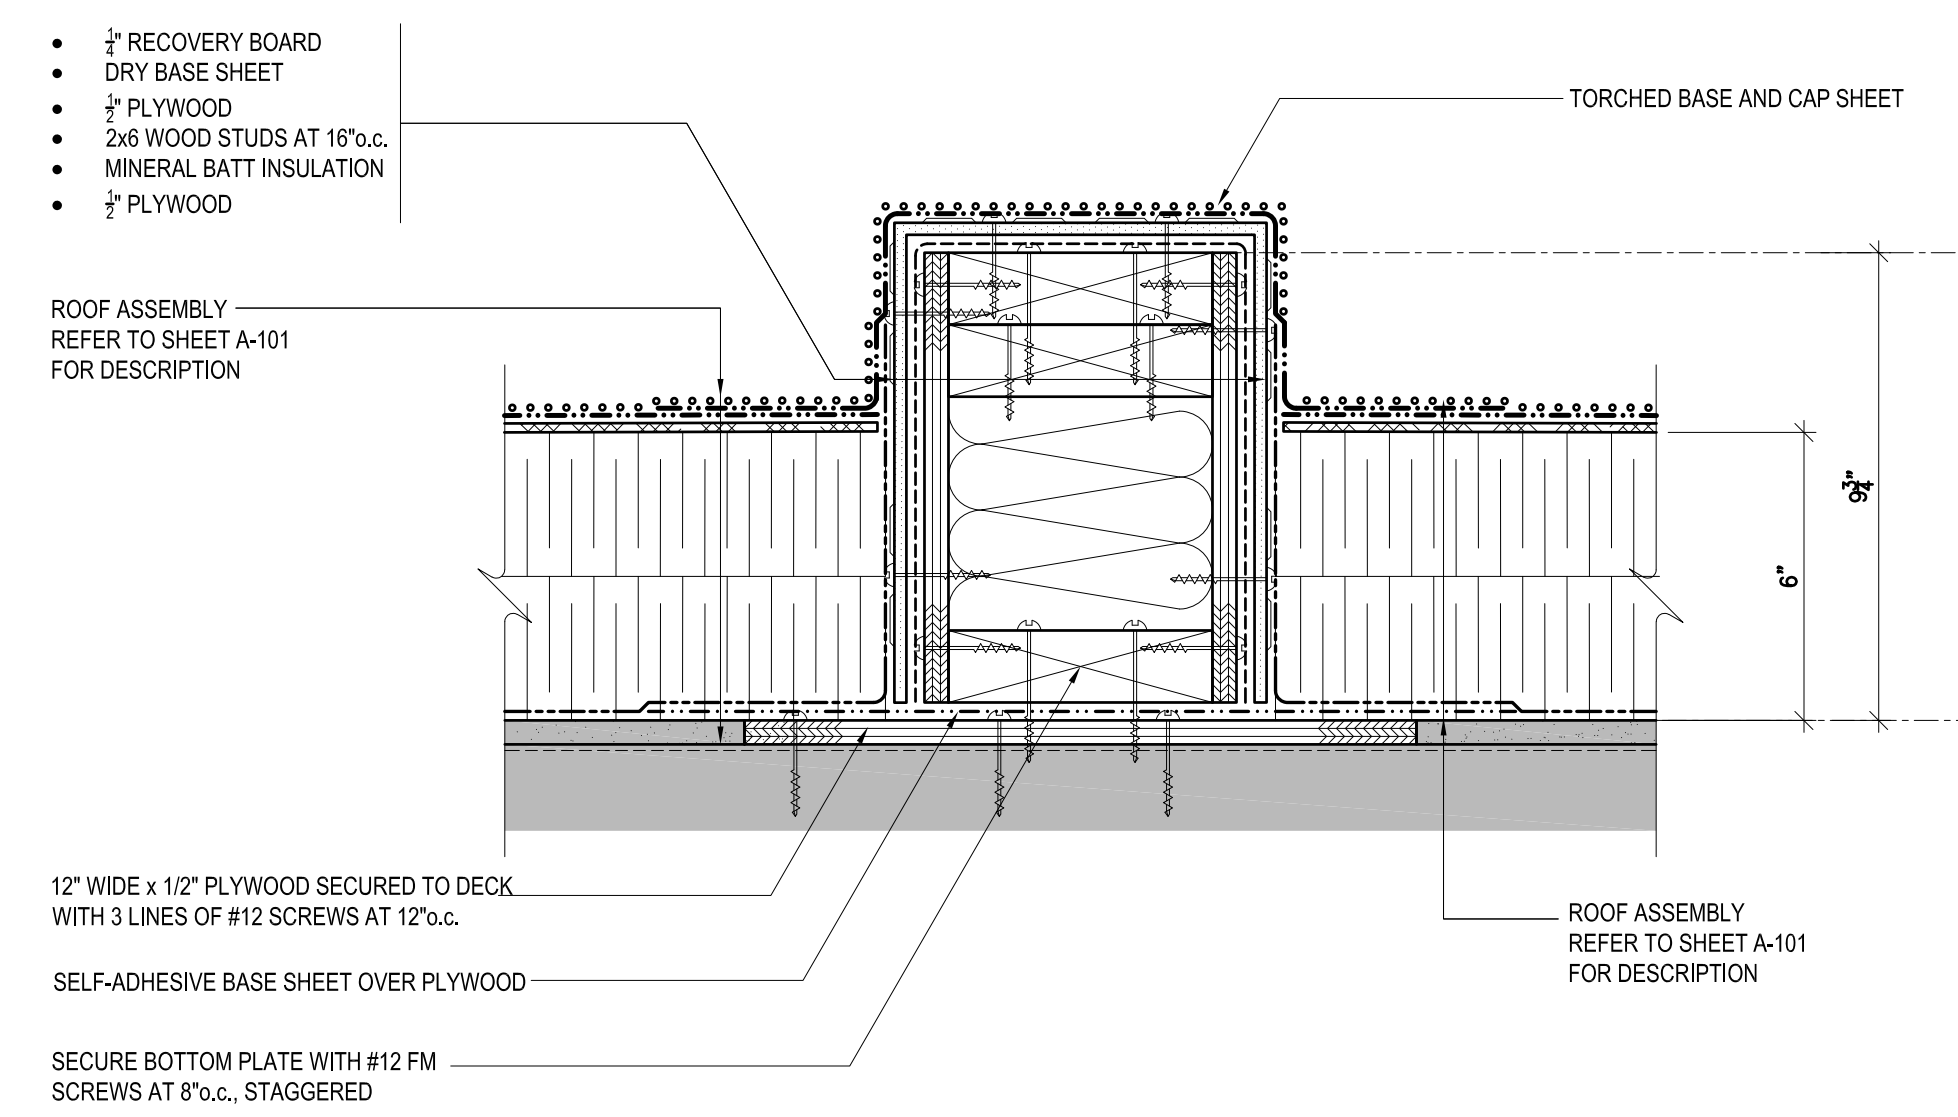 • 1/4" RECOVERY BOARD
• DRY BASE SHEET
• 1/2" PLYWOOD
• 2x6 WOOD STUDS AT 16"o.c.
• MINERAL BATT INSULATION
• 1/2" PLYWOOD
TORCHED BASE AND CAP SHEET
ROOF ASSEMBLY
REFER TO SHEET A-101
FOR DESCRIPTION
9 3/4"
6"
12" WIDE x 1/2" PLYWOOD SECURED TO DECK
WITH 3 LINES OF #12 SCREWS AT 12"o.c.
SELF-ADHESIVE BASE SHEET OVER PLYWOOD
SECURE BOTTOM PLATE WITH #12 FM
SCREWS AT 8"o.c., STAGGERED
ROOF ASSEMBLY
REFER TO SHEET A-101
FOR DESCRIPTION